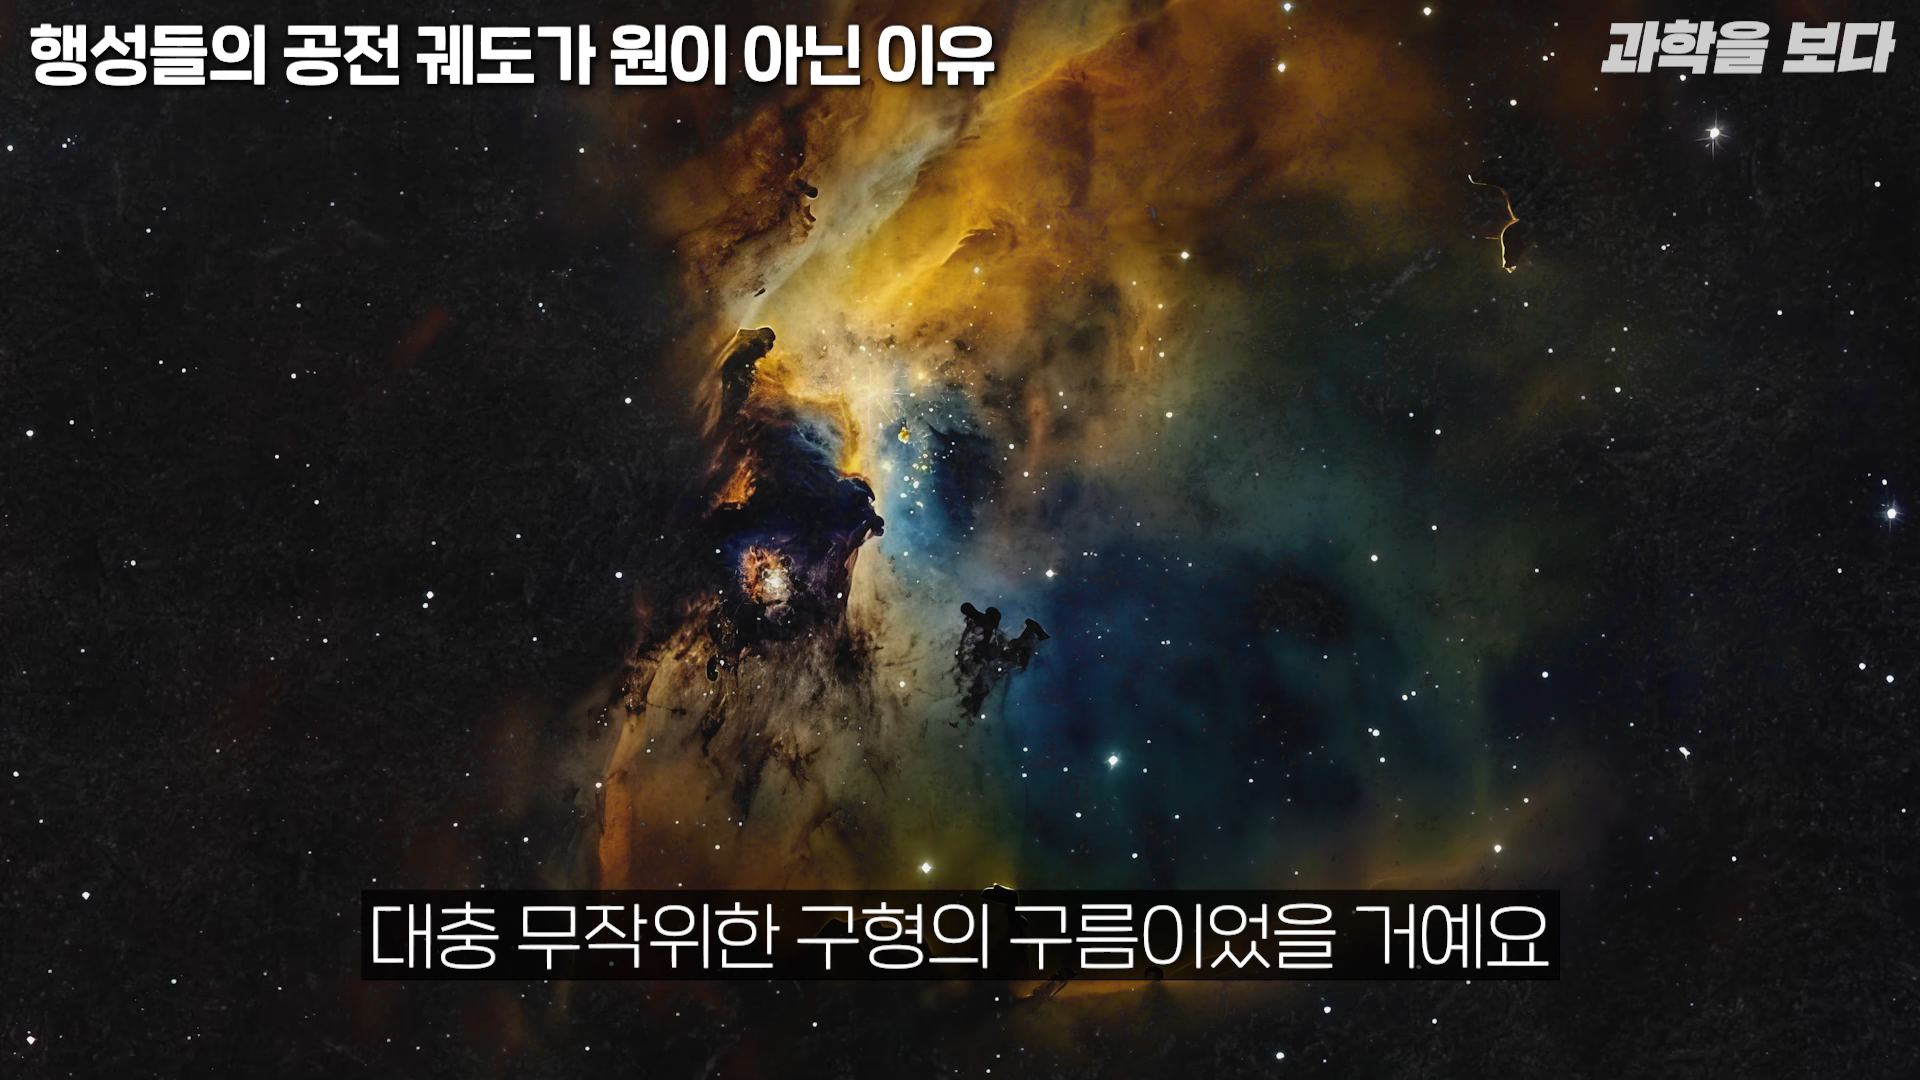 행성들의 공전 궤도가 원이 아닌 이유
과학을 보다
대충 무작위한 구형의 구름이었을 거예요